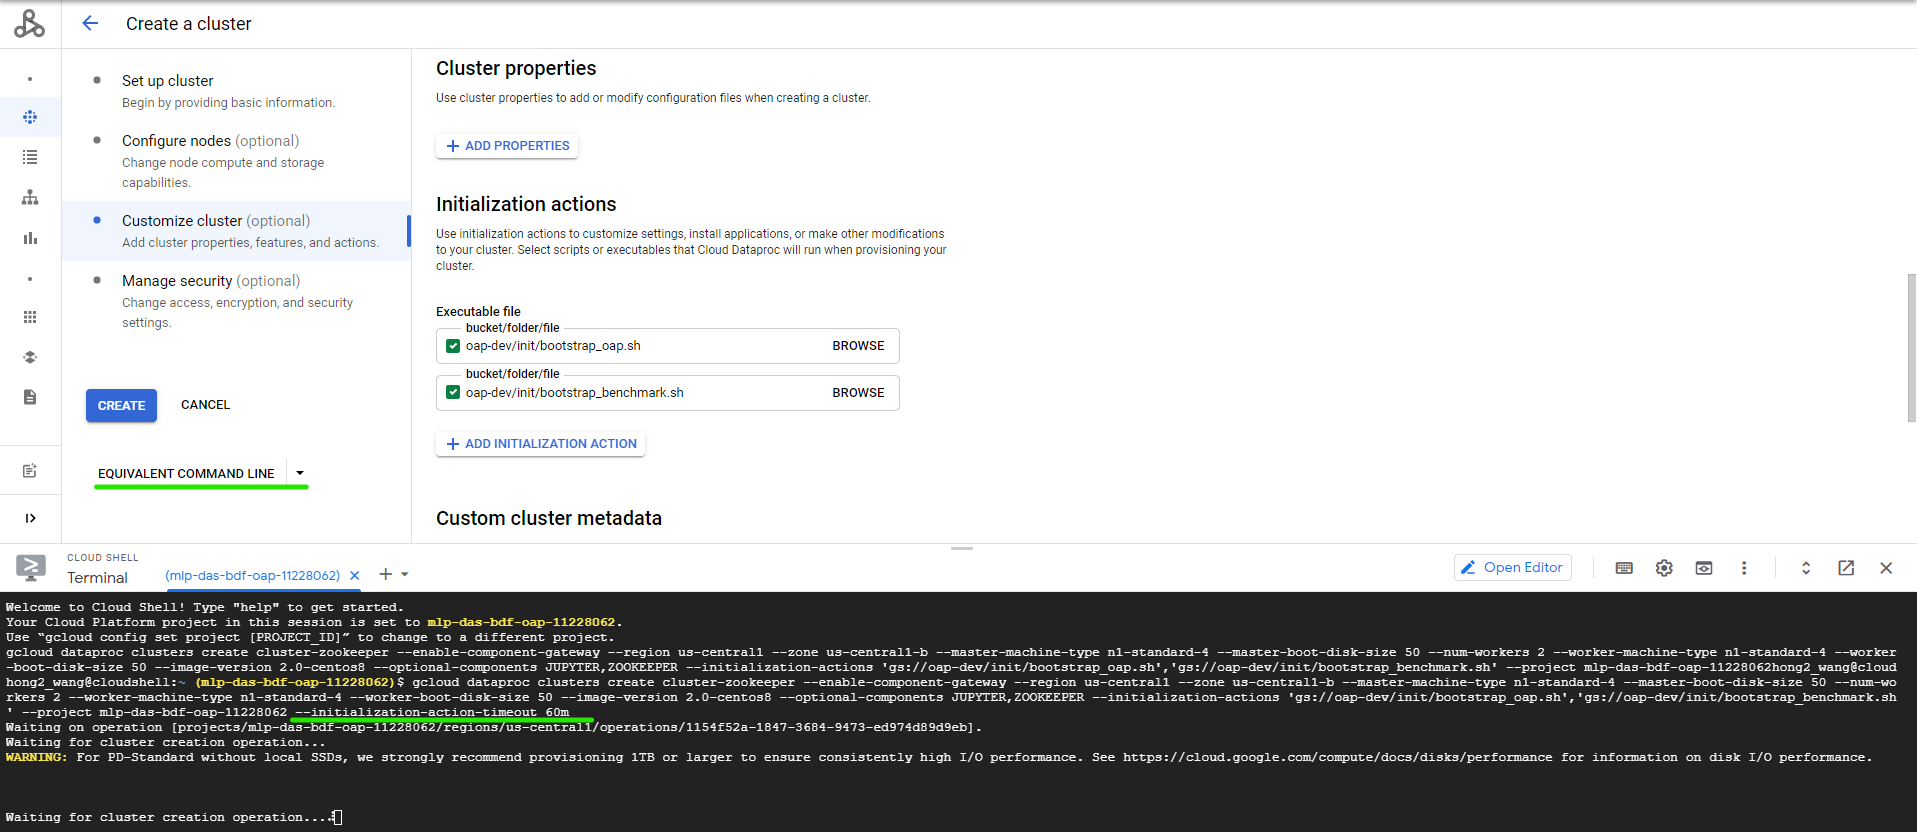 Create a cluster
Set up cluster
Begin by providing basic information.
Configure nodes (optional)
Change node compute and storage
capabilities.
Customize cluster (optional)
Add cluster properties, features, and actions.
Manage security (optional)
Change access, encryption, and security
settings.
CREATE
CANCEL
EQUIVALENT COMMAND LINE
Cluster properties
Use cluster properties to add or modify configuration files when creating a cluster.
ADD PROPERTIES
Initialization actions
Use initialization actions to customize settings, install applications, or make other modifications
to your cluster. Select scripts or executables that Cloud Dataproc will run when provisioning your
cluster.
Executable file
bucket/folder/file
oap-dev/init/bootstrap_oap.sh BROWSE
bucket/folder/file
oap-dev/init/bootstrap_benchmark.sh BROWSE
ADD INITIALIZATION ACTION
Custom cluster metadata
CLOUD SHELL
Terminal
(mlp-das-bdf-oap-11228062)
Open Editor
Welcome to Cloud Shell! Type "help" to get started.
Your Cloud Platform project in this session is set to mlp-das-bdf-oap-11228062.
Use “gcloud config set project [PROJECT_ID]” to change to a different project.
gcloud dataproc clusters create cluster-zookeeper --enable-component-gateway --region us-central1 --zone us-central1-b --master-machine-type n1-standard-4 --master-boot-disk-size 50 --num-workers 2 --worker-machine-type n1-standard-4 --worker
-boot-disk-size 50 --image-version 2.0-centos8 --optional-components JUPYTER,ZOOKEEPER --initialization-actions 'gs://oap-dev/init/bootstrap_oap.sh','gs://oap-dev/init/bootstrap_benchmark.sh' --project mlp-das-bdf-oap-11228062hong2_wang@cloud
hong2_wang@cloudshell:~ (mlp-das-bdf-oap-11228062)$ gcloud dataproc clusters create cluster-zookeeper --enable-component-gateway --region us-central1 --zone us-central1-b --master-machine-type n1-standard-4 --master-boot-disk-size 50 --num-wo
rkers 2 --worker-machine-type n1-standard-4 --worker-boot-disk-size 50 --image-version 2.0-centos8 --optional-components JUPYTER,ZOOKEEPER --initialization-actions 'gs://oap-dev/init/bootstrap_oap.sh','gs://oap-dev/init/bootstrap_benchmark.sh
' --project mlp-das-bdf-oap-11228062 --initialization-action-timeout 60m
Waiting on operation [projects/mlp-das-bdf-oap-11228062/regions/us-central1/operations/1154f52a-1847-3684-9473-ed974d89d9eb].
Waiting for cluster creation operation...
WARNING: For PD-Standard without local SSDs, we strongly recommend provisioning 1TB or larger to ensure consistently high I/O performance. See https://cloud.google.com/compute/docs/disks/performance for information on disk I/O performance.
Waiting for cluster creation operation...